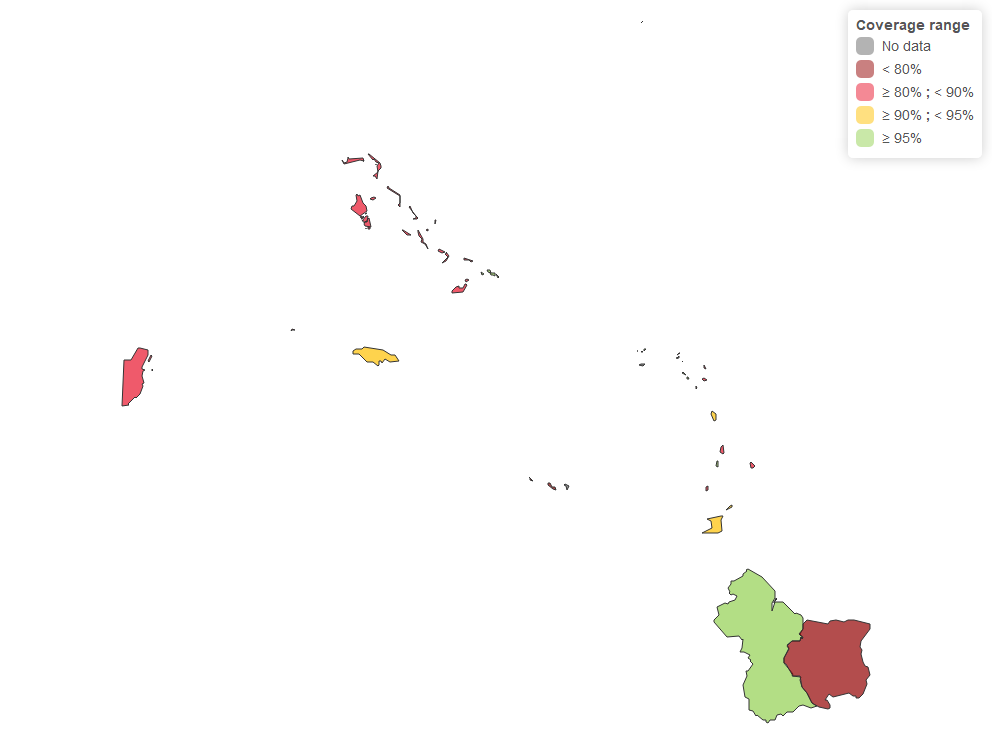 Coverage range
No data
< 80%
≥ 80% ; < 90%
≥ 90% ; < 95%
≥ 95%